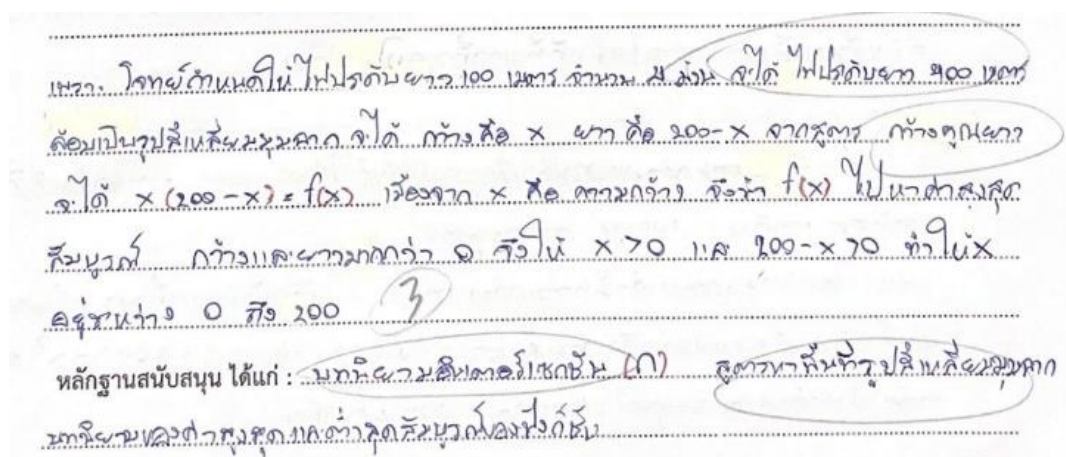 เพราะ โจทย์กำหนดให้ ไฟประดับยาว 100 เมตร จำนวน 4 ม้วน จะได้ ไฟประดับยาว 400 เมตร
ล้อมเป็นรูปสี่เหลี่ยมมุมฉาก จะได้ กว้างคือ x ยาว คือ 200-x จากสูตร กว้างคูณยาว
จะได้ x (200-x) = f(x) เนื่องจาก x คือ ความกว้าง จึงนำ f(x) ไปหาค่าสูงสุด
สัมบูรณ์ กว้างและยาวมากกว่า 0 จึงให้ x>0 และ 200-x>0 ทำให้ x
อยู่ระหว่าง 0 ถึง 200 3
หลักฐานสนับสนุน ได้แก่ : บทนิยามอินเตอร์เซกชัน (∩) สูตรหาพื้นที่รูปสี่เหลี่ยมมุมฉาก
บทนิยามของค่าสูงสุดและต่ำสุดสัมบูรณ์ของฟังก์ชัน